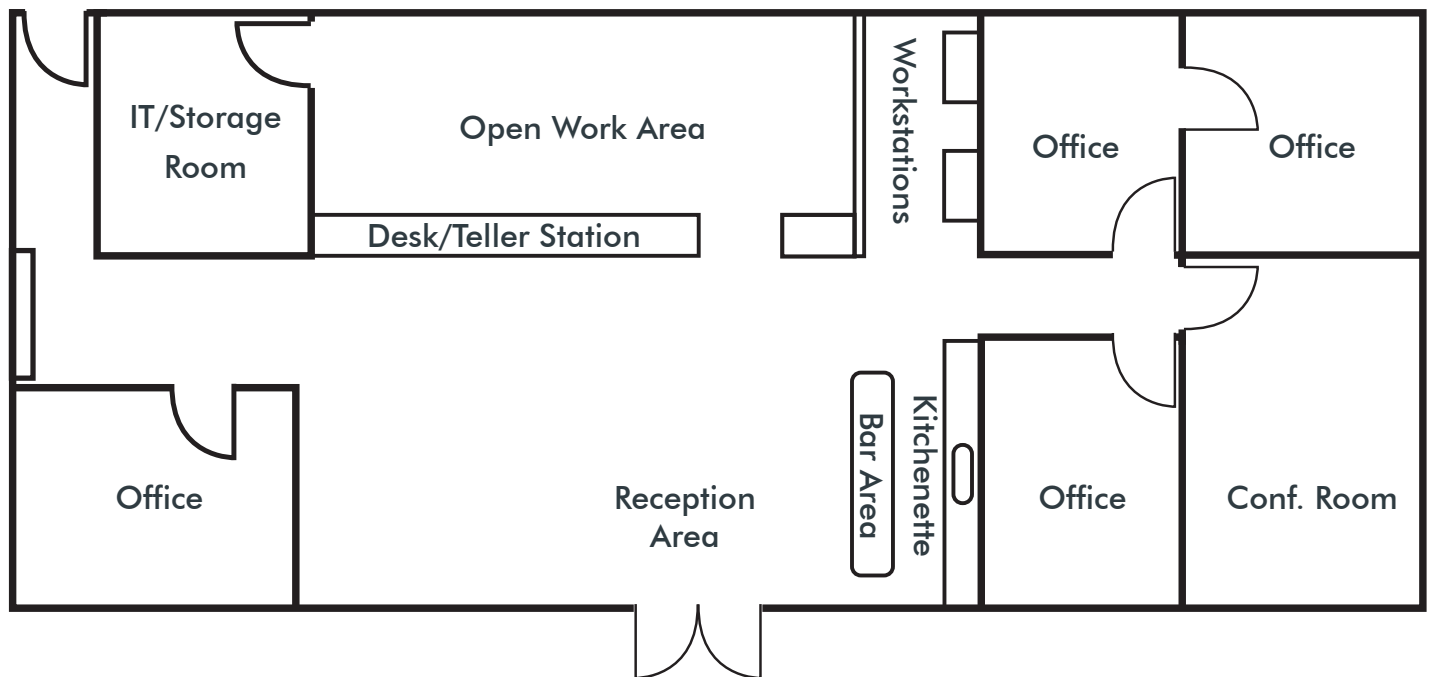 IT/Storage
Room
Open Work Area
Desk/Teller Station
Workstations
Office
Office
Office
Reception
Area
Bar Area
Kitchenette
Office
Conf. Room